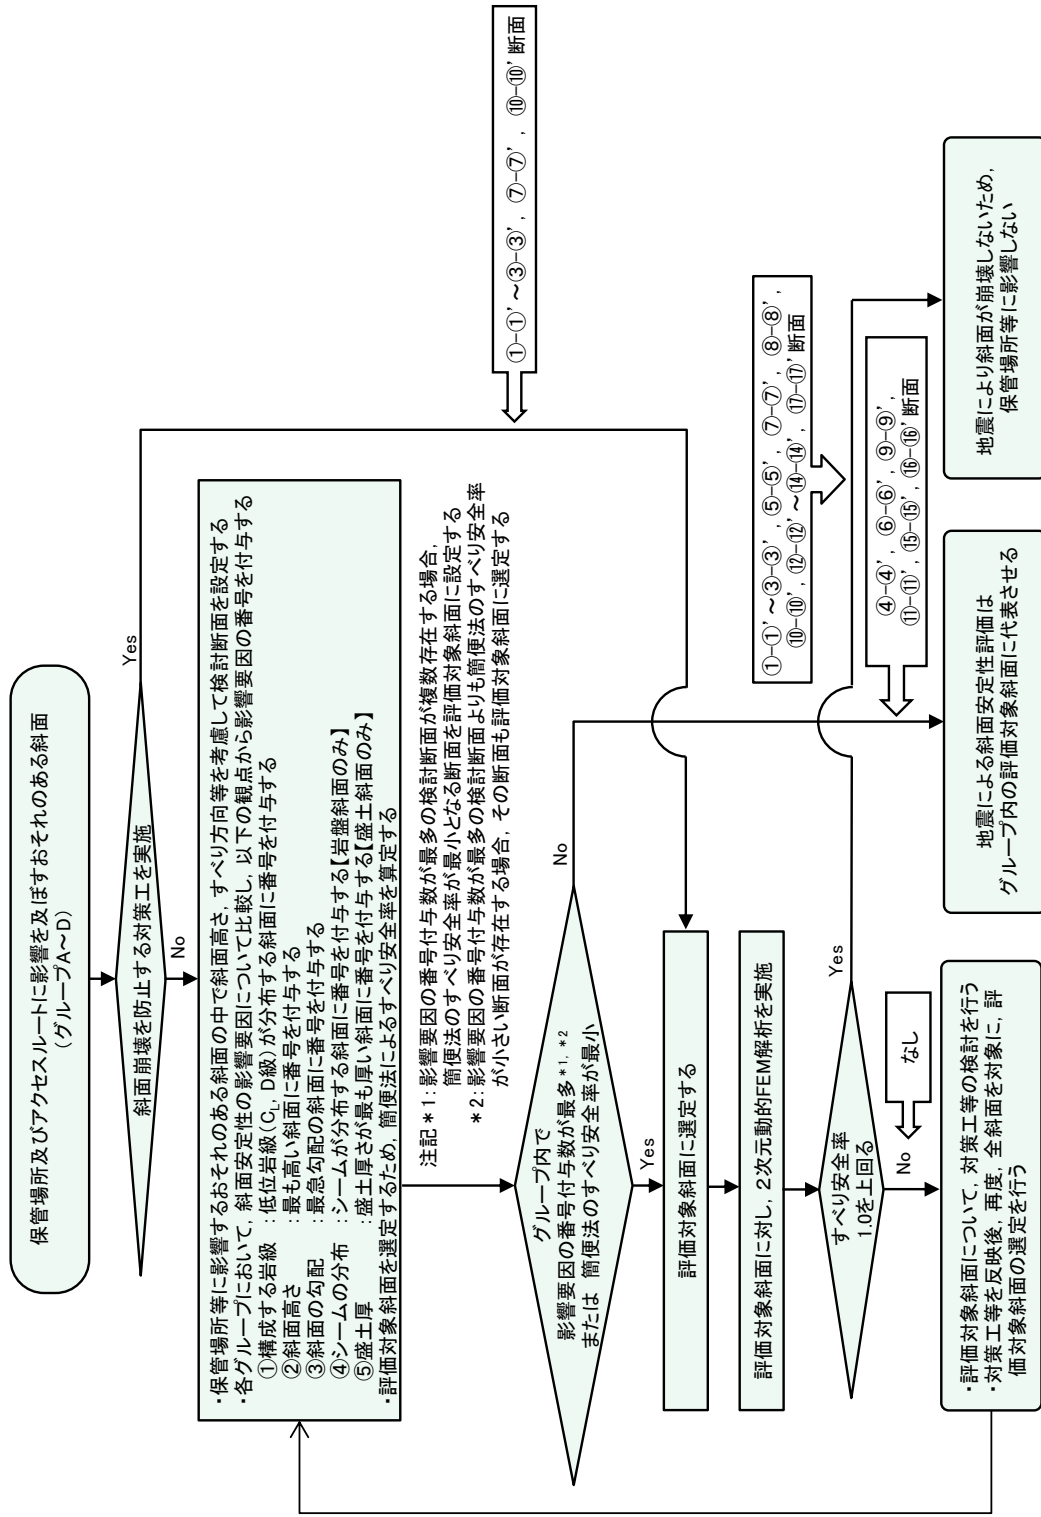 保管場所及びアクセスルートに影響を及ぼすおそれのある斜面
(グループA～D)
斜面崩壊を防止する対策工を実施
Yes
No
・保管場所等に影響するおそれのある斜面の中で斜面高さ，すべり方向等を考慮して検討断面を設定する
・各グループにおいて，斜面安定性の影響要因について比較し，以下の観点から影響要因の番号を付与する
①構成する岩級 ：低位岩級（CL，D級）が分布する斜面に番号を付与する
②斜面高さ ：最も高い斜面に番号を付与する
③斜面の勾配 ：最急勾配の斜面に番号を付与する
④シームの分布 ：シームが分布する斜面に番号を付与する【岩盤斜面のみ】
⑤盛土厚 ：盛土厚さが最も厚い斜面に番号を付与する【盛土斜面のみ】
・評価対象斜面を選定するため，簡便法によるすべり安全率を算定する
注記＊1：影響要因の番号付与数が最多の検討断面が複数存在する場合，
簡便法のすべり安全率が最小となる断面を評価対象斜面に設定する
＊2：影響要因の番号付与数が最多の検討断面よりも簡便法のすべり安全率
が小さい断面が存在する場合，その断面も評価対象斜面に選定する
①-①’～③-③’，⑦-⑦’，⑩-⑩’断面
グループ内で
影響要因の番号付与数が最多＊1，＊2
または 簡便法のすべり安全率が最小
No
Yes
評価対象斜面に選定する
評価対象斜面に対し，２次元動的FEM解析を実施
①-①’～③-③’，⑤-⑤’，⑦-⑦’，⑧-⑧’，
⑩-⑩’，⑫-⑫’～⑭-⑭’，⑰-⑰’断面
すべり安全率
1.0を上回る
Yes
No
なし
④-④’，⑥-⑥’，⑨-⑨’，
⑪-⑪’，⑮-⑮’，⑯-⑯’断面
・評価対象斜面について，対策工等の検討を行う
・対策工等を反映後，再度，全斜面を対象に，評
価対象斜面の選定を行う
地震による斜面安定性評価は
グループ内の評価対象斜面に代表させる
地震により斜面が崩壊しないため，
保管場所等に影響しない